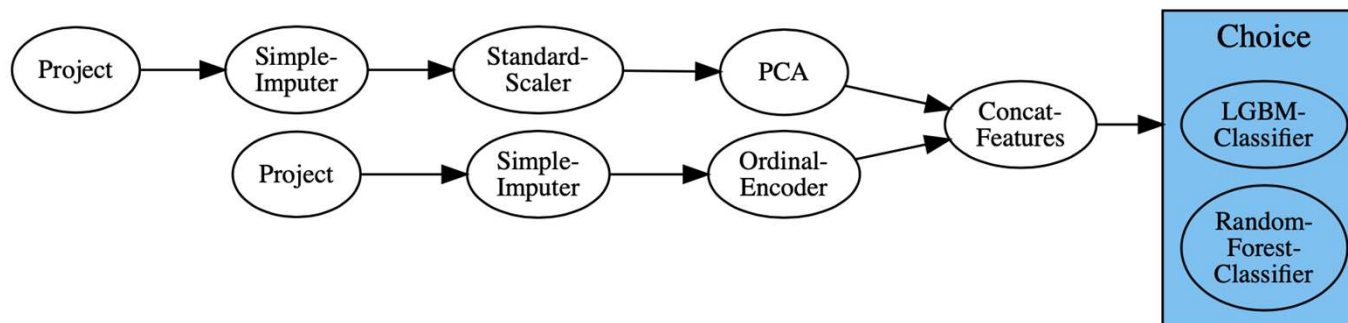 Project
Simple-
Imputer
Standard-
Scaler
PCA
Project
Simple-
Imputer
Ordinal-
Encoder
Concat-
Features
Choice
LGBM-
Classifier
Random-
Forest-
Classifier